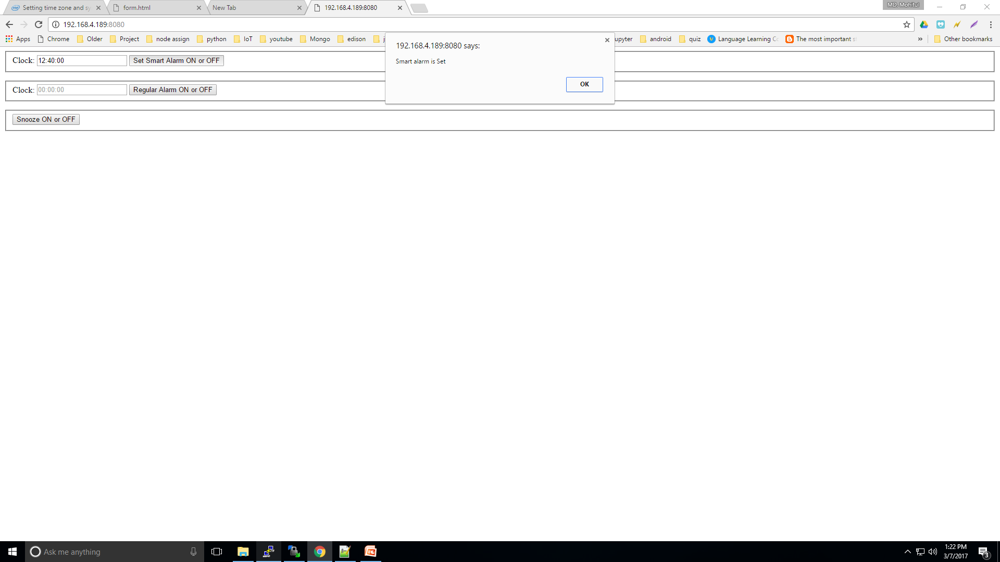 MD. Mohitul
Setting time zone and sy
form.html
New Tab
192.168.4.189:8080
192.168.4.189:8080
Apps Chrome Older Project node assign python IoT youtube Mongo edison j upyter android quiz Language Learning Co The most important st » Other bookmarks
192.168.4.189:8080 says:
Smart alarm is Set
OK
Clock: 12:40:00 Set Smart Alarm ON or OFF
Clock: 00:00:00 Regular Alarm ON or OFF
Snooze ON or OFF
Ask me anything
1:22 PM
3/7/2017
3